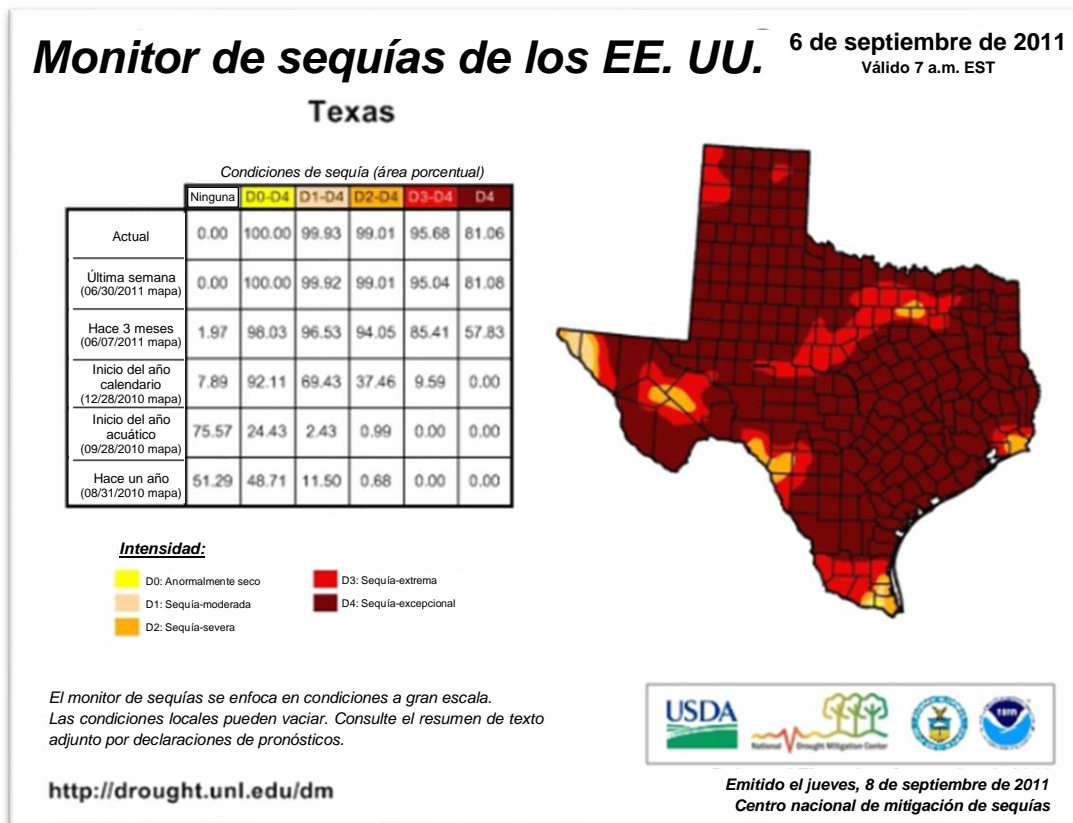 Monitor de sequías de los EE. UU.
6 de septiembre de 2011
Válido 7 a.m. EST
Texas
Condiciones de sequía (área porcentual)
Ninguna D0-D4 D1-D4 D2-D4 D3-D4 D4
Actual 0.00 100.00 99.93 99.01 95.68 81.06
Última semana
(06/30/2011 mapa) 0.00 100.00 99.92 99.01 95.04 81.08
Hace 3 meses
(06/07/2011 mapa) 1.97 98.03 96.53 94.05 85.41 57.83
Inicio del año
calendario
(12/28/2010 mapa) 7.89 92.11 69.43 37.46 9.59 0.00
Inicio del año
acuático
(09/28/2010 mapa) 75.57 24.43 2.43 0.99 0.00 0.00
Hace un año
(08/31/2010 mapa) 51.29 48.71 11.50 0.68 0.00 0.00
Intensidad:
D0: Anormalmente seco
D1: Sequía-moderada
D2: Sequía-severa
D3: Sequía-extrema
D4: Sequía-excepcional
El monitor de sequías se enfoca en condiciones a gran escala.
Las condiciones locales pueden vaciar. Consulte el resumen de texto
adjunto por declaraciones de pronósticos.
http://drought.unl.edu/dm
USDA
National Drought Mitigation Center
Emitido el jueves, 8 de septiembre de 2011
Centro nacional de mitigación de sequías